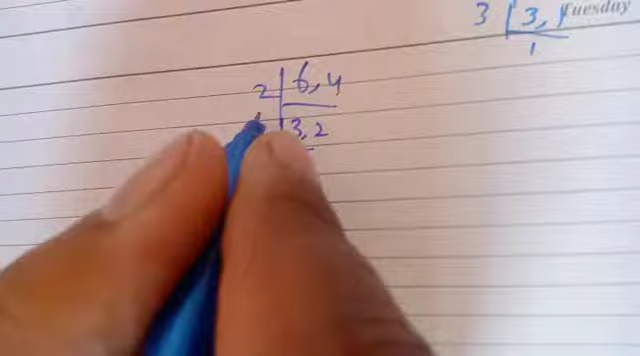 Tuesday
3 | 3, 1
1
2 | 6, 4
3, 2